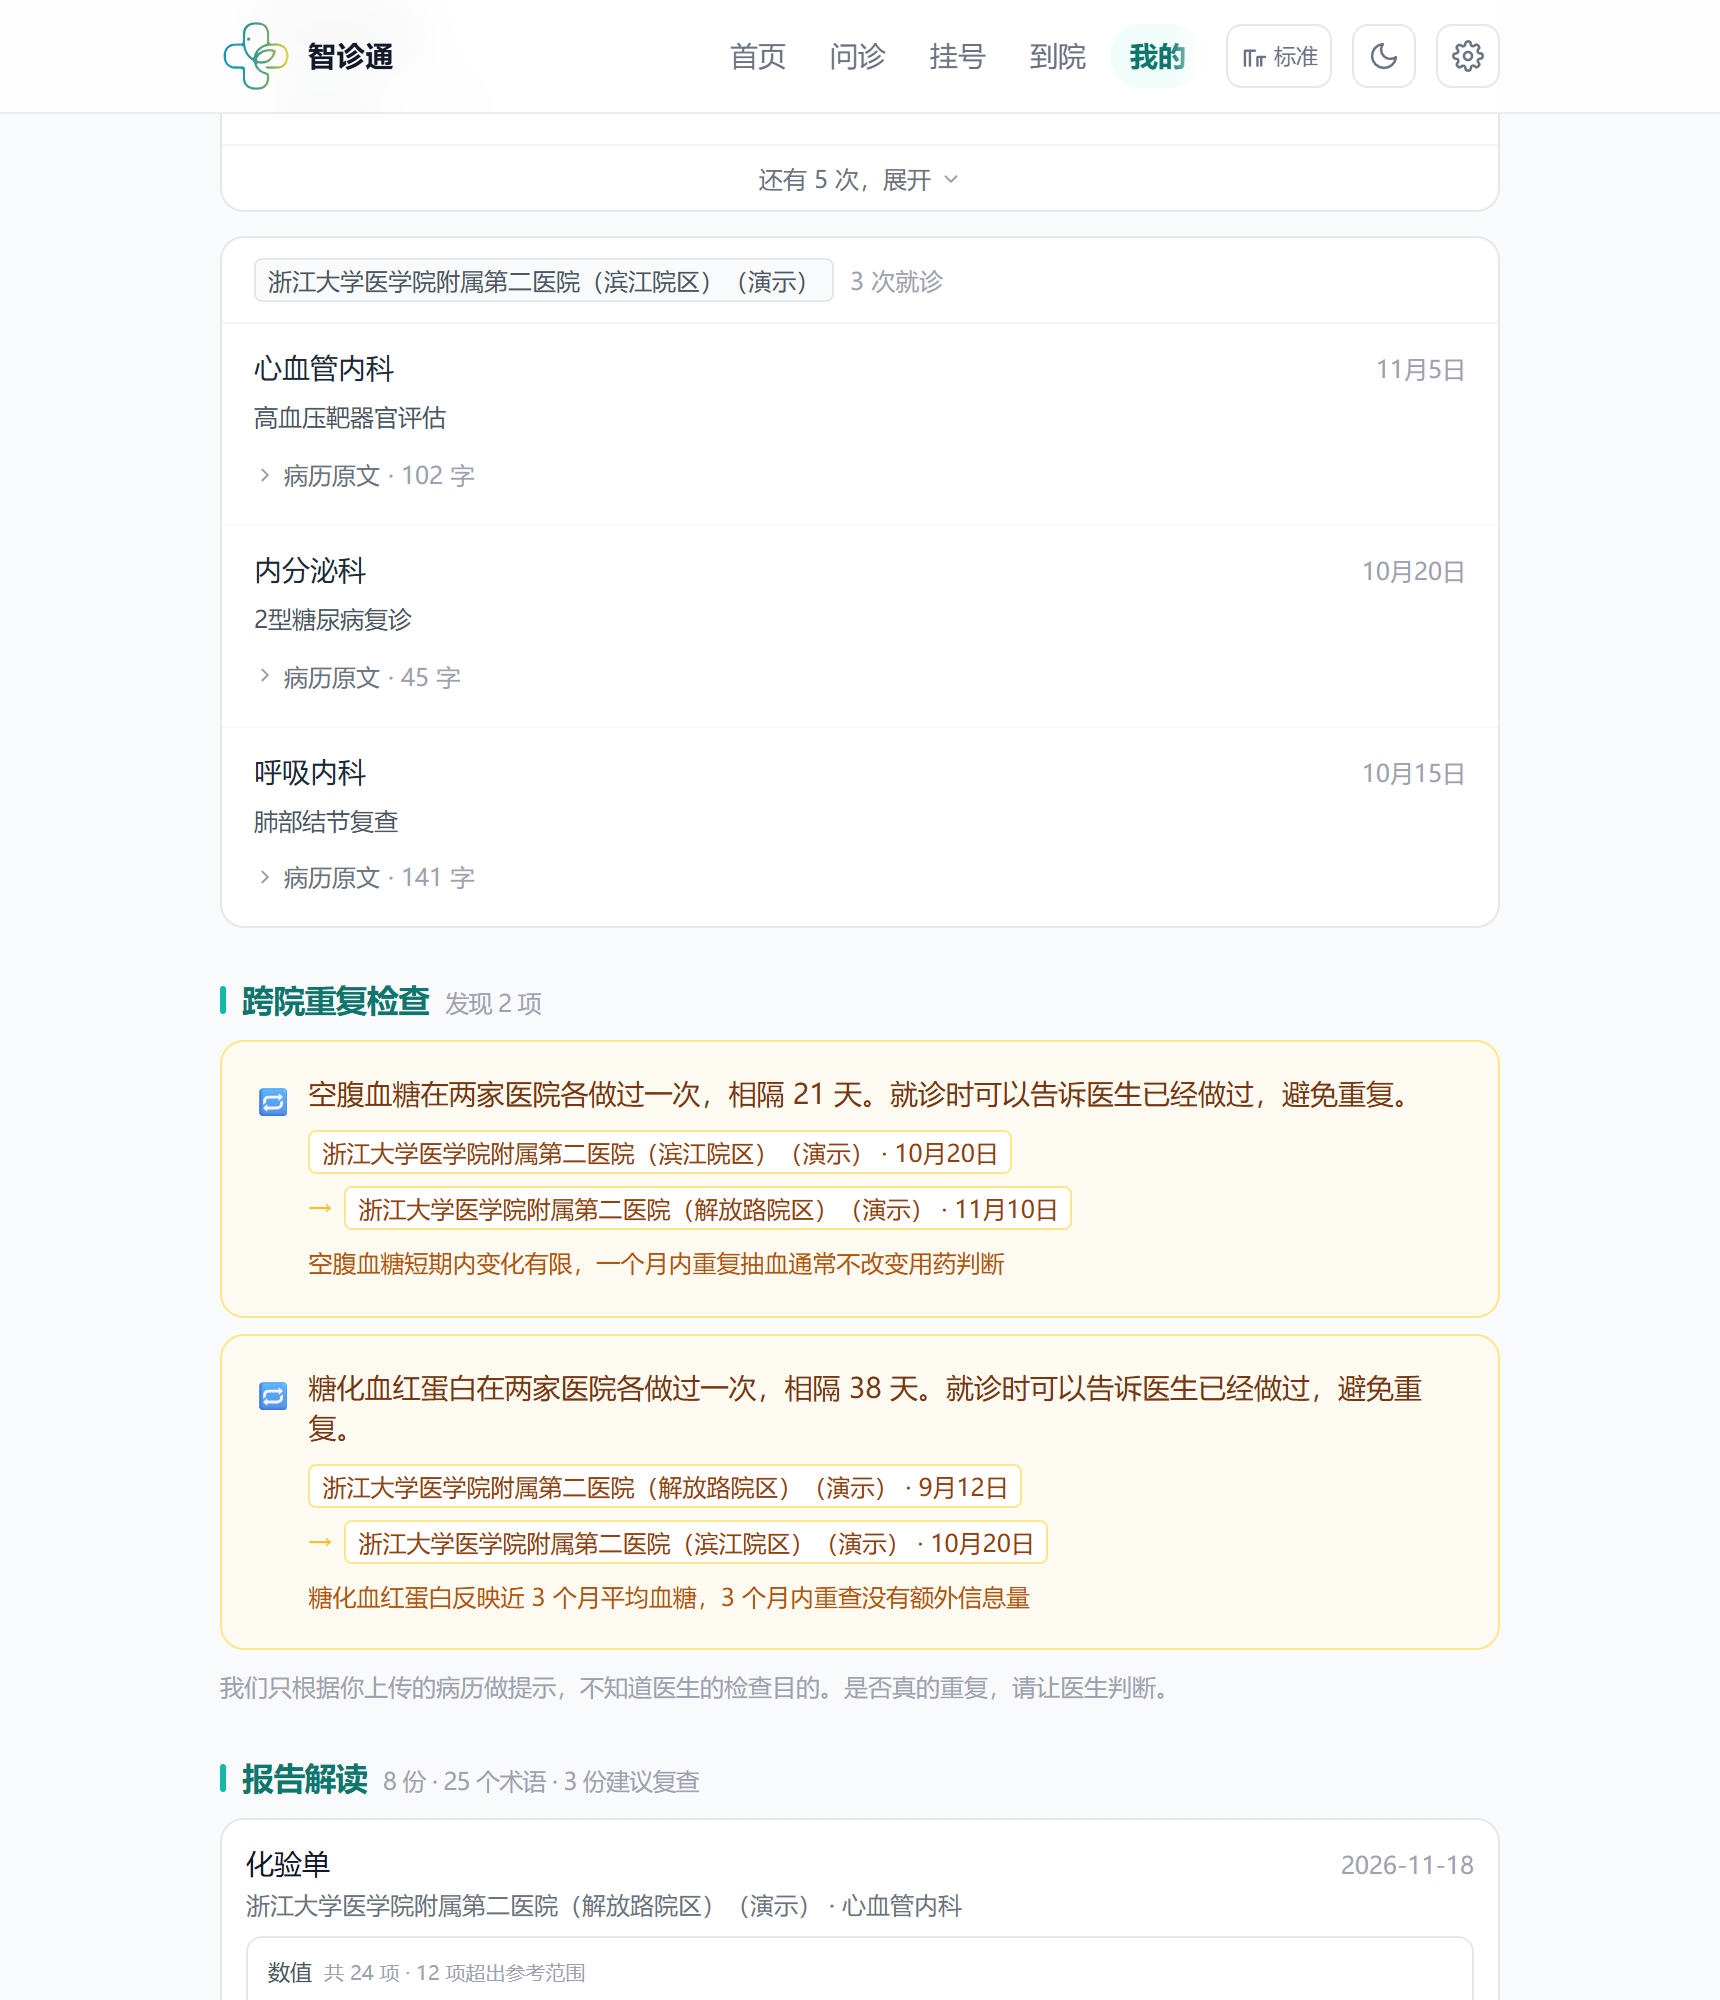 智诊通
首页 问诊 挂号 到院 我的 标准
还有 5 次，展开
浙江大学医学院附属第二医院（滨江院区）（演示） 3 次就诊
心血管内科 11月5日
高血压靶器官评估
病历原文 · 102 字
内分泌科 10月20日
2型糖尿病复诊
病历原文 · 45 字
呼吸内科 10月15日
肺部结节复查
病历原文 · 141 字
跨院重复检查 发现 2 项
空腹血糖在两家医院各做过一次，相隔 21 天。就诊时可以告诉医生已经做过，避免重复。
浙江大学医学院附属第二医院（滨江院区）（演示） · 10月20日
→ 浙江大学医学院附属第二医院（解放路院区）（演示） · 11月10日
空腹血糖短期内变化有限，一个月内重复抽血通常不改变用药判断
糖化血红蛋白在两家医院各做过一次，相隔 38 天。就诊时可以告诉医生已经做过，避免重
复。
浙江大学医学院附属第二医院（解放路院区）（演示） · 9月12日
→ 浙江大学医学院附属第二医院（滨江院区）（演示） · 10月20日
糖化血红蛋白反映近 3 个月平均血糖，3 个月内重查没有额外信息量
我们只根据你上传的病历做提示，不知道医生的检查目的。是否真的重复，请让医生判断。
报告解读 8 份 · 25 个术语 · 3 份建议复查
化验单 2026-11-18
浙江大学医学院附属第二医院（解放路院区）（演示） · 心血管内科
数值 共 24 项 · 12 项超出参考范围